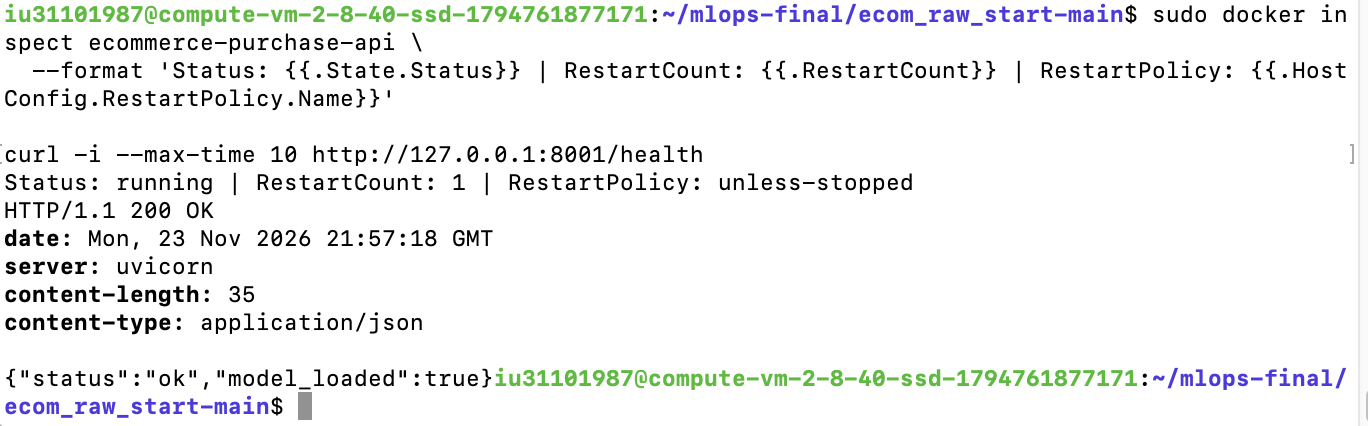 iu31101987@compute-vm-2-8-40-ssd-1794761877171:~/mlops-final/ecom_raw_start-main$ sudo docker in
spect ecommerce-purchase-api \
  --format 'Status: {{.State.Status}} | RestartCount: {{.RestartCount}} | RestartPolicy: {{.Host
Config.RestartPolicy.Name}}'

[curl -i --max-time 10 http://127.0.0.1:8001/health ]
Status: running | RestartCount: 1 | RestartPolicy: unless-stopped
HTTP/1.1 200 OK
date: Mon, 23 Nov 2026 21:57:18 GMT
server: uvicorn
content-length: 35
content-type: application/json

{"status":"ok","model_loaded":true}iu31101987@compute-vm-2-8-40-ssd-1794761877171:~/mlops-final/
ecom_raw_start-main$